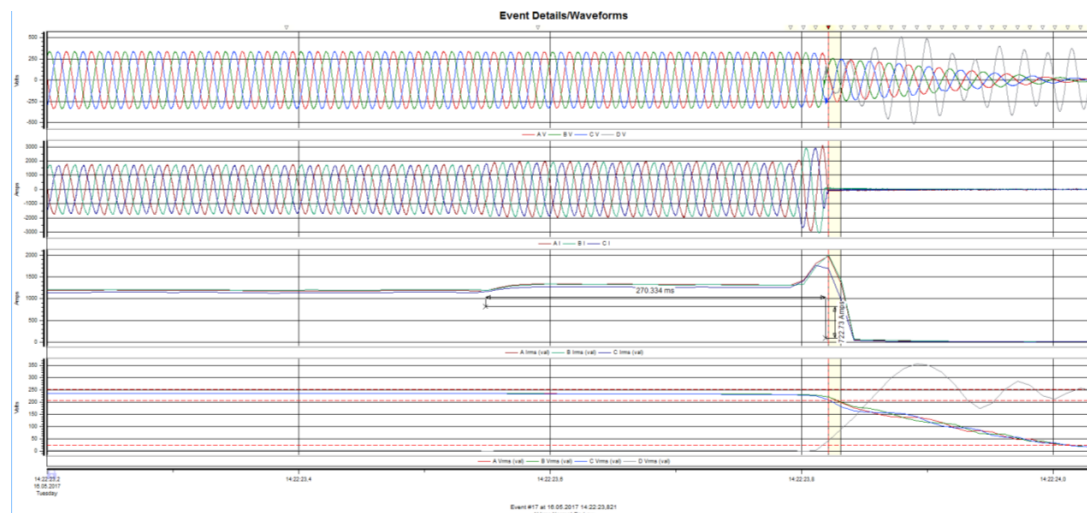 Event Details/Waveforms
500
250
0
-250
-500
Volts
A V B V C V D V
3000
2000
1000
0
-1000
-2000
-3000
Amps
A I B I C I
2000
1500
1000
500
0
Amps
270.334 ms
-722.73 Amps
A Irms (val) B Irms (val) C Irms (val)
350
300
250
200
150
100
50
0
Volts
A Vrms (val) B Vrms (val) C Vrms (val) D Vrms (val)
14:22:23,2 14:22:23,4 14:22:23,6 14:22:23,8 14:22:24,0
16.05.2017
Tuesday
Event #17 at 16.05.2017 14:22:23,821